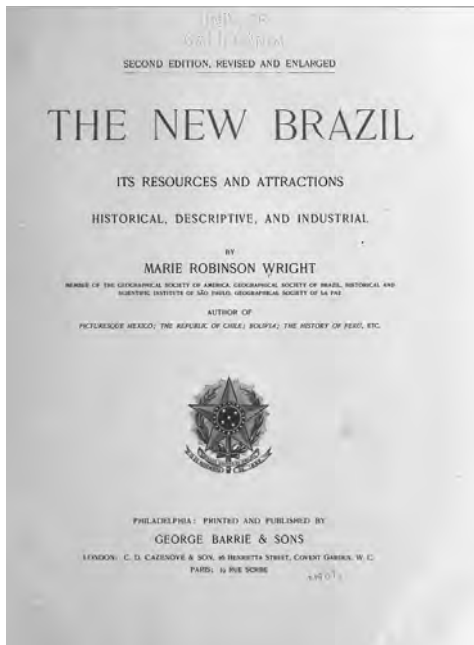 UNIV. OF
CALIFORNIA
SECOND EDITION, REVISED AND ENLARGED
THE NEW BRAZIL
ITS RESOURCES AND ATTRACTIONS
HISTORICAL, DESCRIPTIVE, AND INDUSTRIAL
BY
MARIE ROBINSON WRIGHT
MEMBER OF THE GEOGRAPHICAL SOCIETY OF AMERICA, GEOGRAPHICAL SOCIETY OF BRAZIL, HISTORICAL AND
SCIENTIFIC INSTITUTE OF SÃO PAULO, GEOGRAPHICAL SOCIETY OF LA PAZ
AUTHOR OF
PICTURESQUE MEXICO; THE REPUBLIC OF CHILE; BOLIVIA; THE HISTORY OF PERU, ETC.
PHILADELPHIA: PRINTED AND PUBLISHED BY
GEORGE BARRIE & SONS
LONDON: C. D. CAZENOVE & SON, 26 HENRIETTA STREET, COVENT GARDEN, W. C.
PARIS: 19 RUE SCRIBE